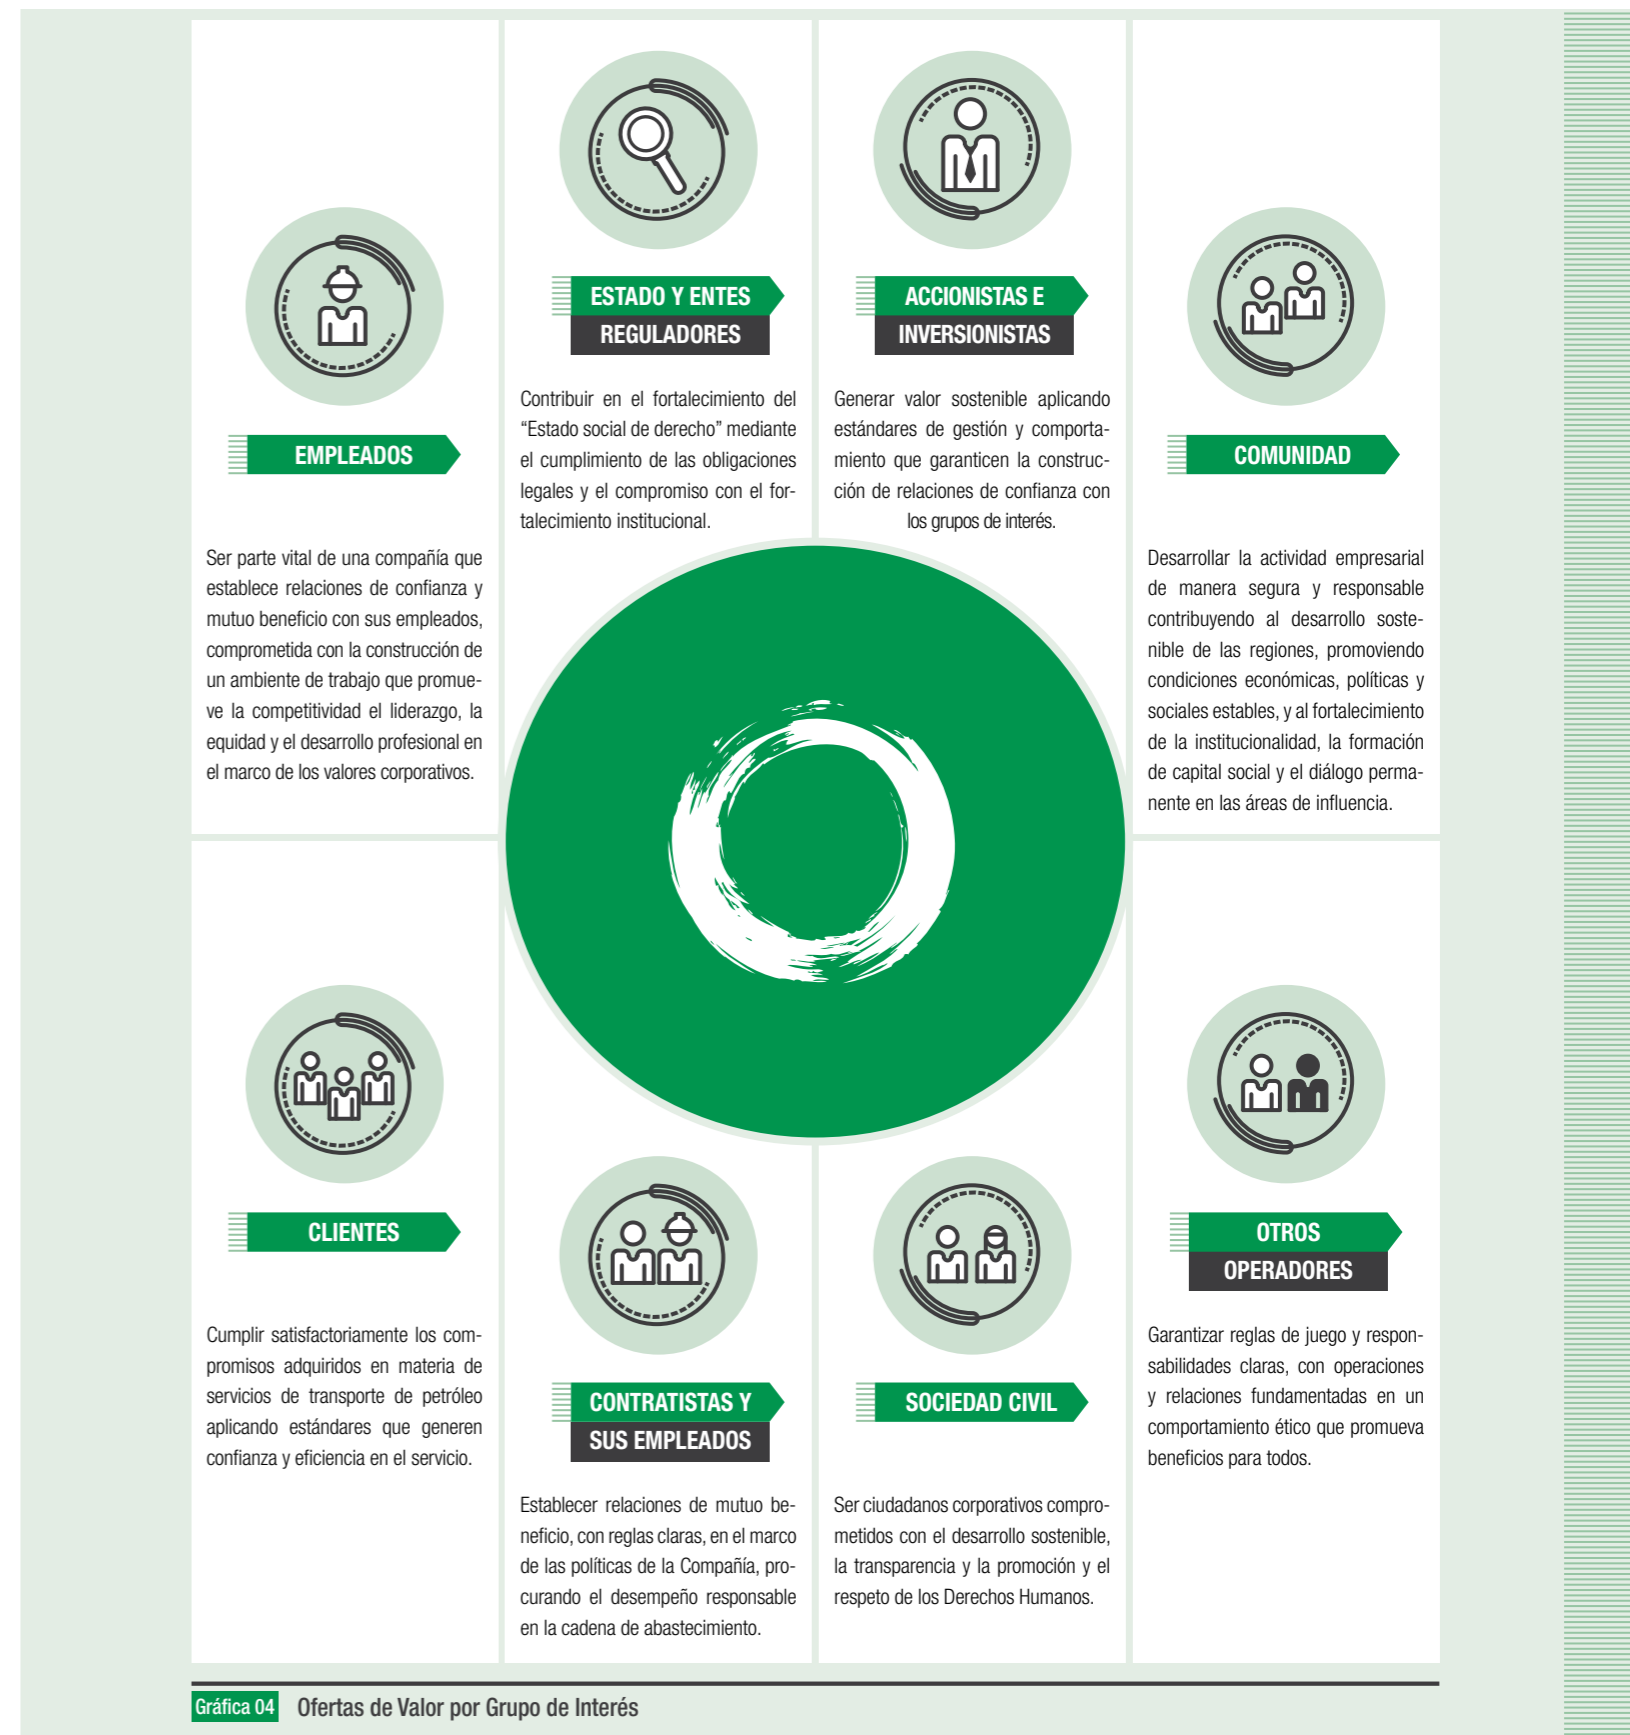 EMPLEADOS
Ser parte vital de una compañía que
establece relaciones de confianza y
mutuo beneficio con sus empleados,
comprometida con la construcción de
un ambiente de trabajo que promue-
ve la competitividad el liderazgo, la
equidad y el desarrollo profesional en
el marco de los valores corporativos.
ESTADO Y ENTES
REGULADORES
Contribuir en el fortalecimiento del
“Estado social de derecho” mediante
el cumplimiento de las obligaciones
legales y el compromiso con el for-
talecimiento institucional.
ACCIONISTAS E
INVERSIONISTAS
Generar valor sostenible aplicando
estándares de gestión y comporta-
miento que garanticen la construc-
ción de relaciones de confianza con
los grupos de interés.
COMUNIDAD
Desarrollar la actividad empresarial
de manera segura y responsable
contribuyendo al desarrollo soste-
nible de las regiones, promoviendo
condiciones económicas, políticas y
sociales estables, y al fortalecimiento
de la institucionalidad, la formación
de capital social y el diálogo perma-
nente en las áreas de influencia.
CLIENTES
Cumplir satisfactoriamente los com-
promisos adquiridos en materia de
servicios de transporte de petróleo
aplicando estándares que generen
confianza y eficiencia en el servicio.
CONTRATISTAS Y
SUS EMPLEADOS
Establecer relaciones de mutuo be-
neficio, con reglas claras, en el marco
de las políticas de la Compañía, pro-
curando el desempeño responsable
en la cadena de abastecimiento.
SOCIEDAD CIVIL
Ser ciudadanos corporativos compro-
metidos con el desarrollo sostenible,
la transparencia y la promoción y el
respeto de los Derechos Humanos.
OTROS
OPERADORES
Garantizar reglas de juego y respon-
sabilidades claras, con operaciones
y relaciones fundamentadas en un
comportamiento ético que promueva
beneficios para todos.
Gráfica 04 Ofertas de Valor por Grupo de Interés